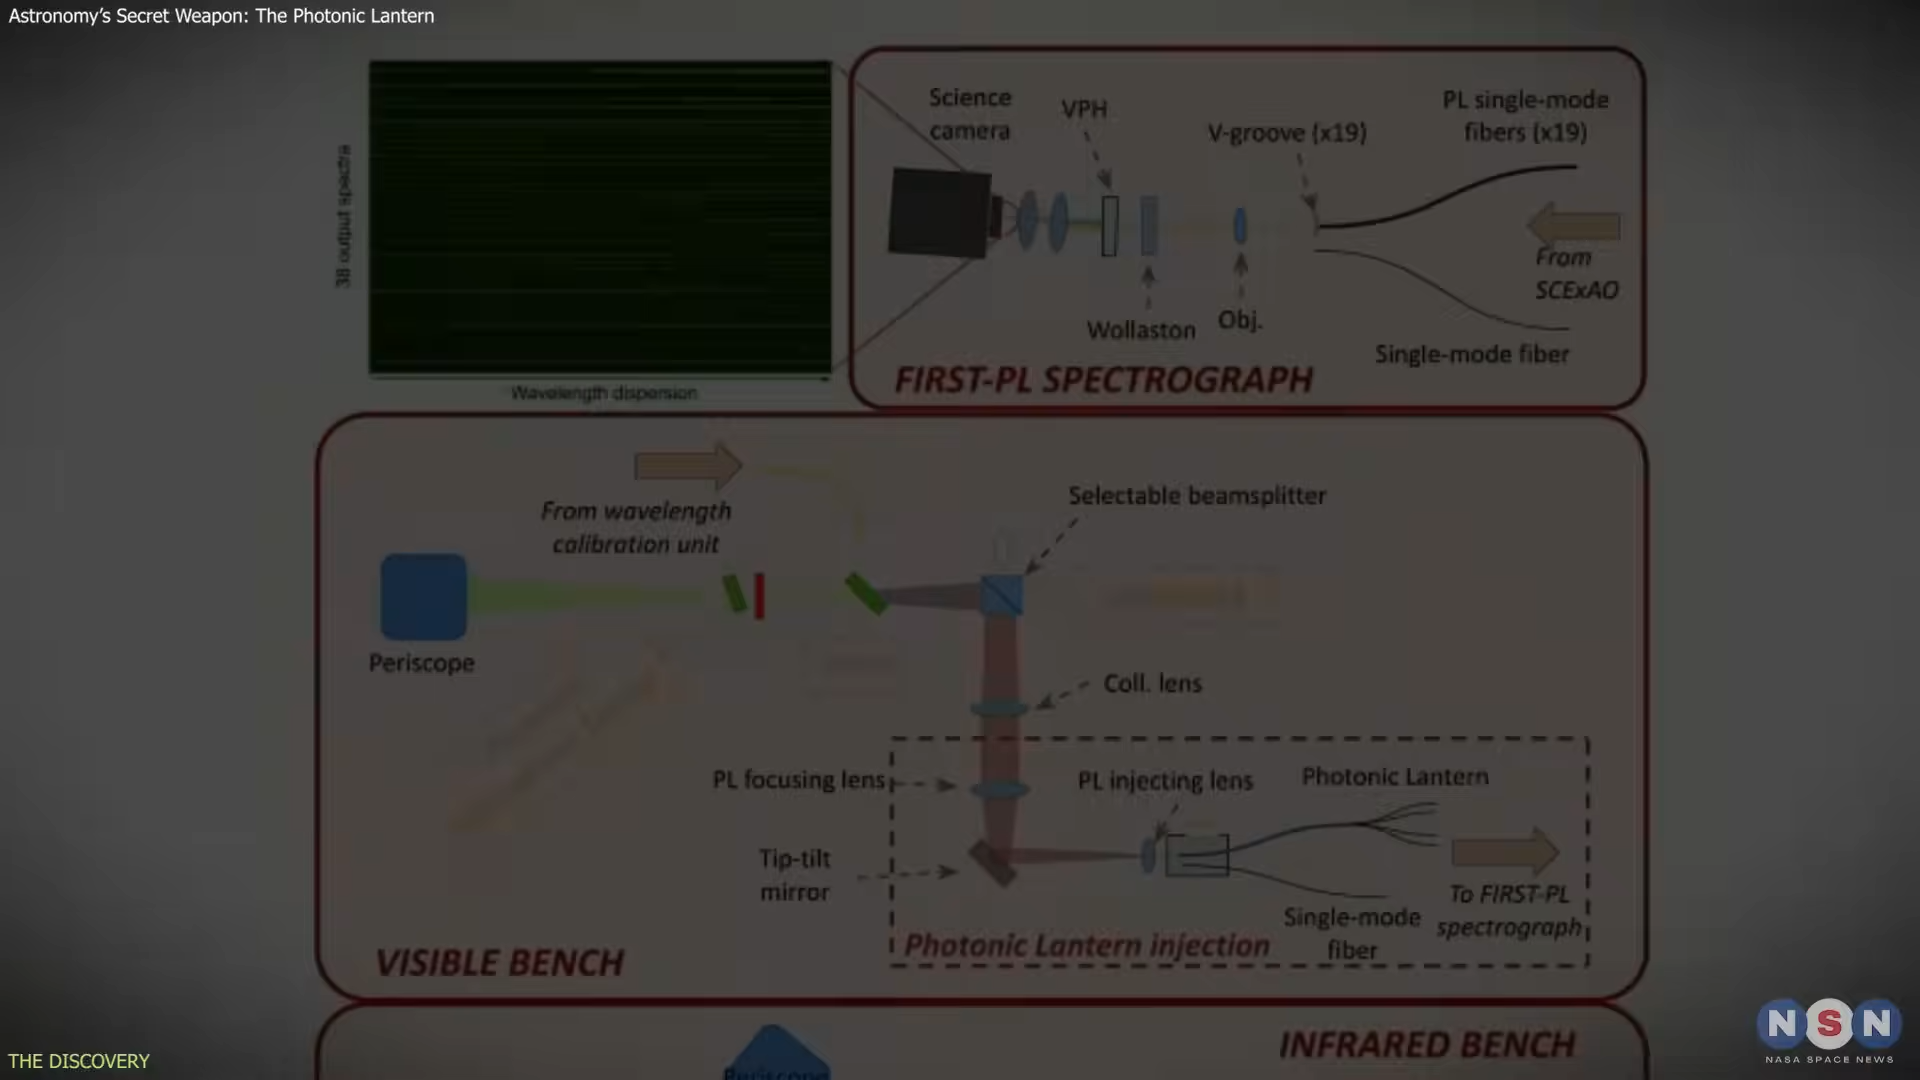 Astronomy's Secret Weapon: The Photonic Lantern
38 output spectra
Wavelength dispersion
Science
camera
VPH
V-groove (x19)
PL single-mode
fibers (x19)
From
SCExAO
Wollaston
Obj.
Single-mode fiber
FIRST-PL SPECTROGRAPH
From wavelength
calibration unit
Selectable beamsplitter
Periscope
Coll. lens
PL focusing lens
PL injecting lens
Photonic Lantern
Tip-tilt
mirror
To FIRST-PL
spectrograph
Single-mode
fiber
Photonic Lantern injection
VISIBLE BENCH
INFRARED BENCH
Periscope
THE DISCOVERY
NSN
NASA SPACE NEWS